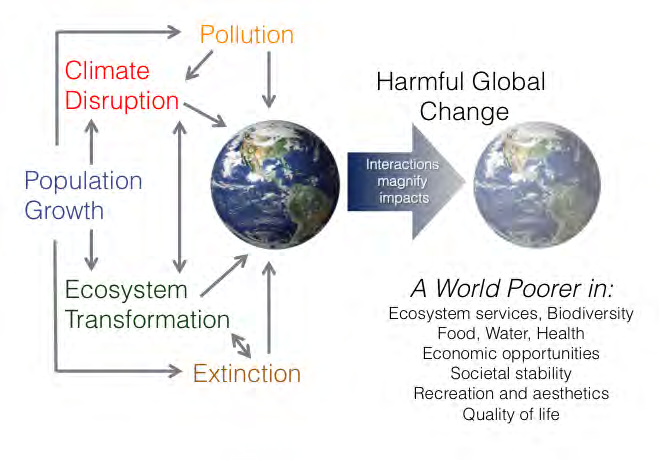 Pollution
Climate
Disruption
Population
Growth
Ecosystem
Transformation
Extinction
Harmful Global
Change
Interactions
magnify
impacts
A World Poorer in:
Ecosystem services, Biodiversity
Food, Water, Health
Economic opportunities
Societal stability
Recreation and aesthetics
Quality of life